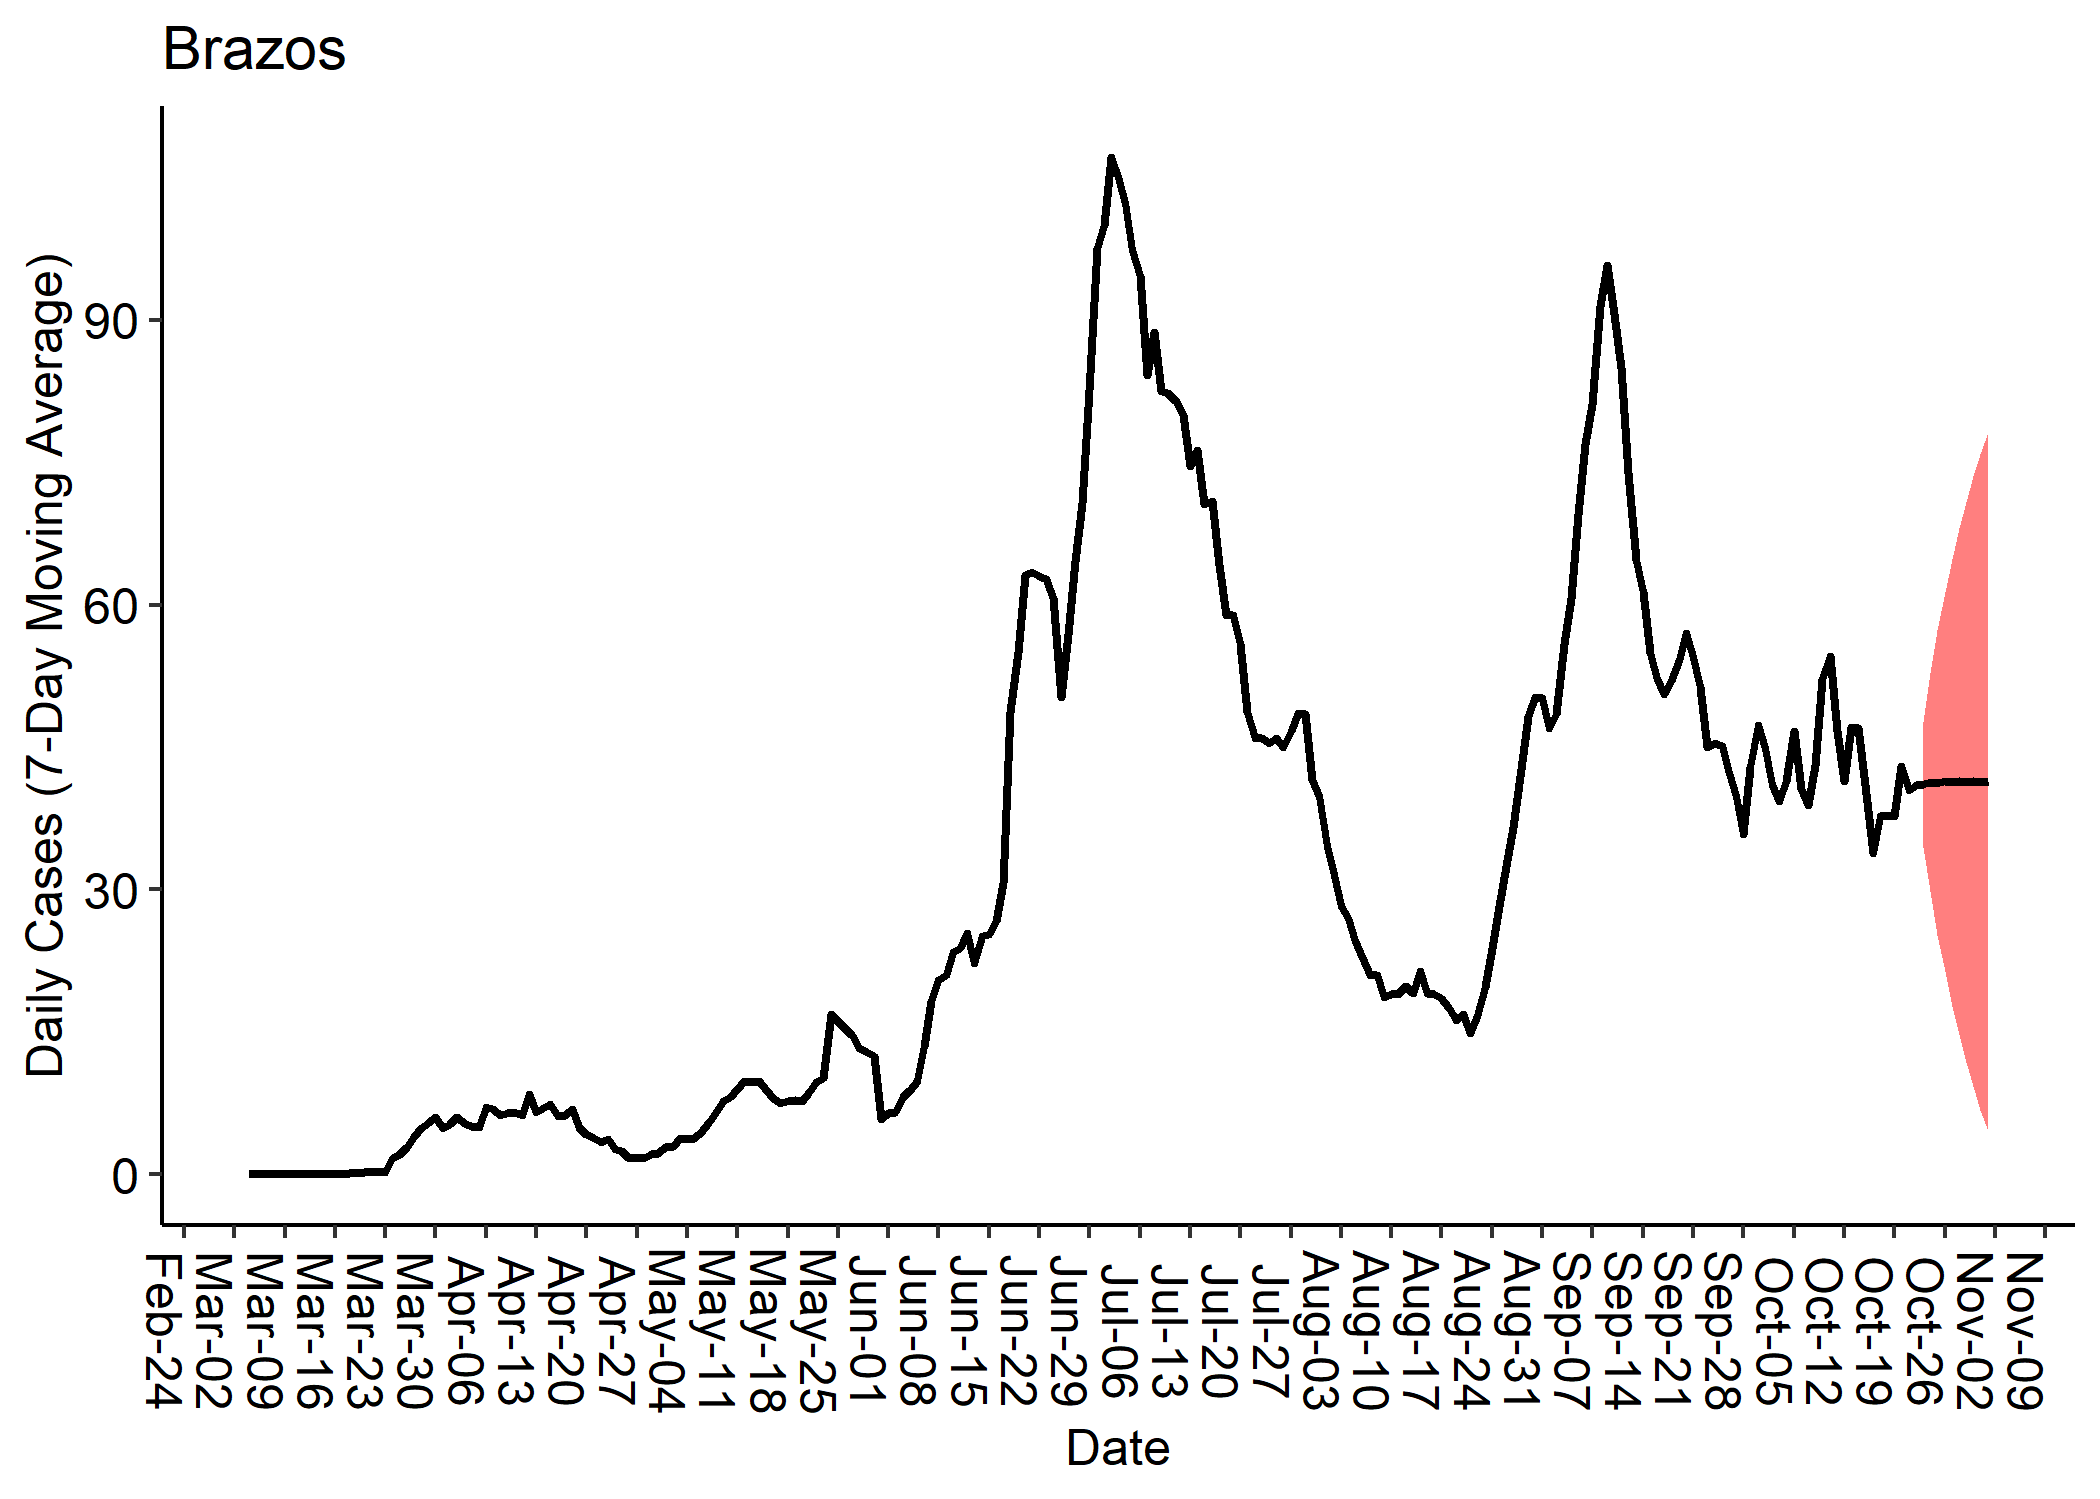 Brazos
Daily Cases (7-Day Moving Average)
90
60
30
0
Feb-24
Mar-02
Mar-09
Mar-16
Mar-23
Mar-30
Apr-06
Apr-13
Apr-20
Apr-27
May-04
May-11
May-18
May-25
Jun-01
Jun-08
Jun-15
Jun-22
Jun-29
Jul-06
Jul-13
Jul-20
Jul-27
Aug-03
Aug-10
Aug-17
Aug-24
Aug-31
Sep-07
Sep-14
Sep-21
Sep-28
Oct-05
Oct-12
Oct-19
Oct-26
Nov-02
Nov-09
Date